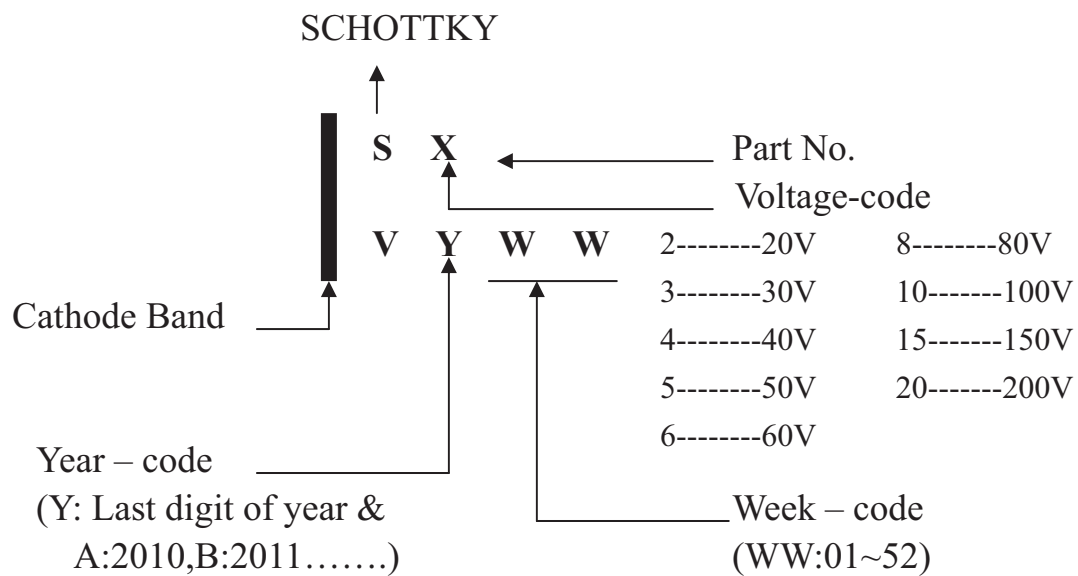 SCHOTTKY
S X
Part No.
Voltage-code
V Y W W
2--------20V 8--------80V
3--------30V 10-------100V
4--------40V 15-------150V
5--------50V 20-------200V
6--------60V
Cathode Band
Year – code
(Y: Last digit of year &
A:2010,B:2011…….)
Week – code
(WW:01~52)